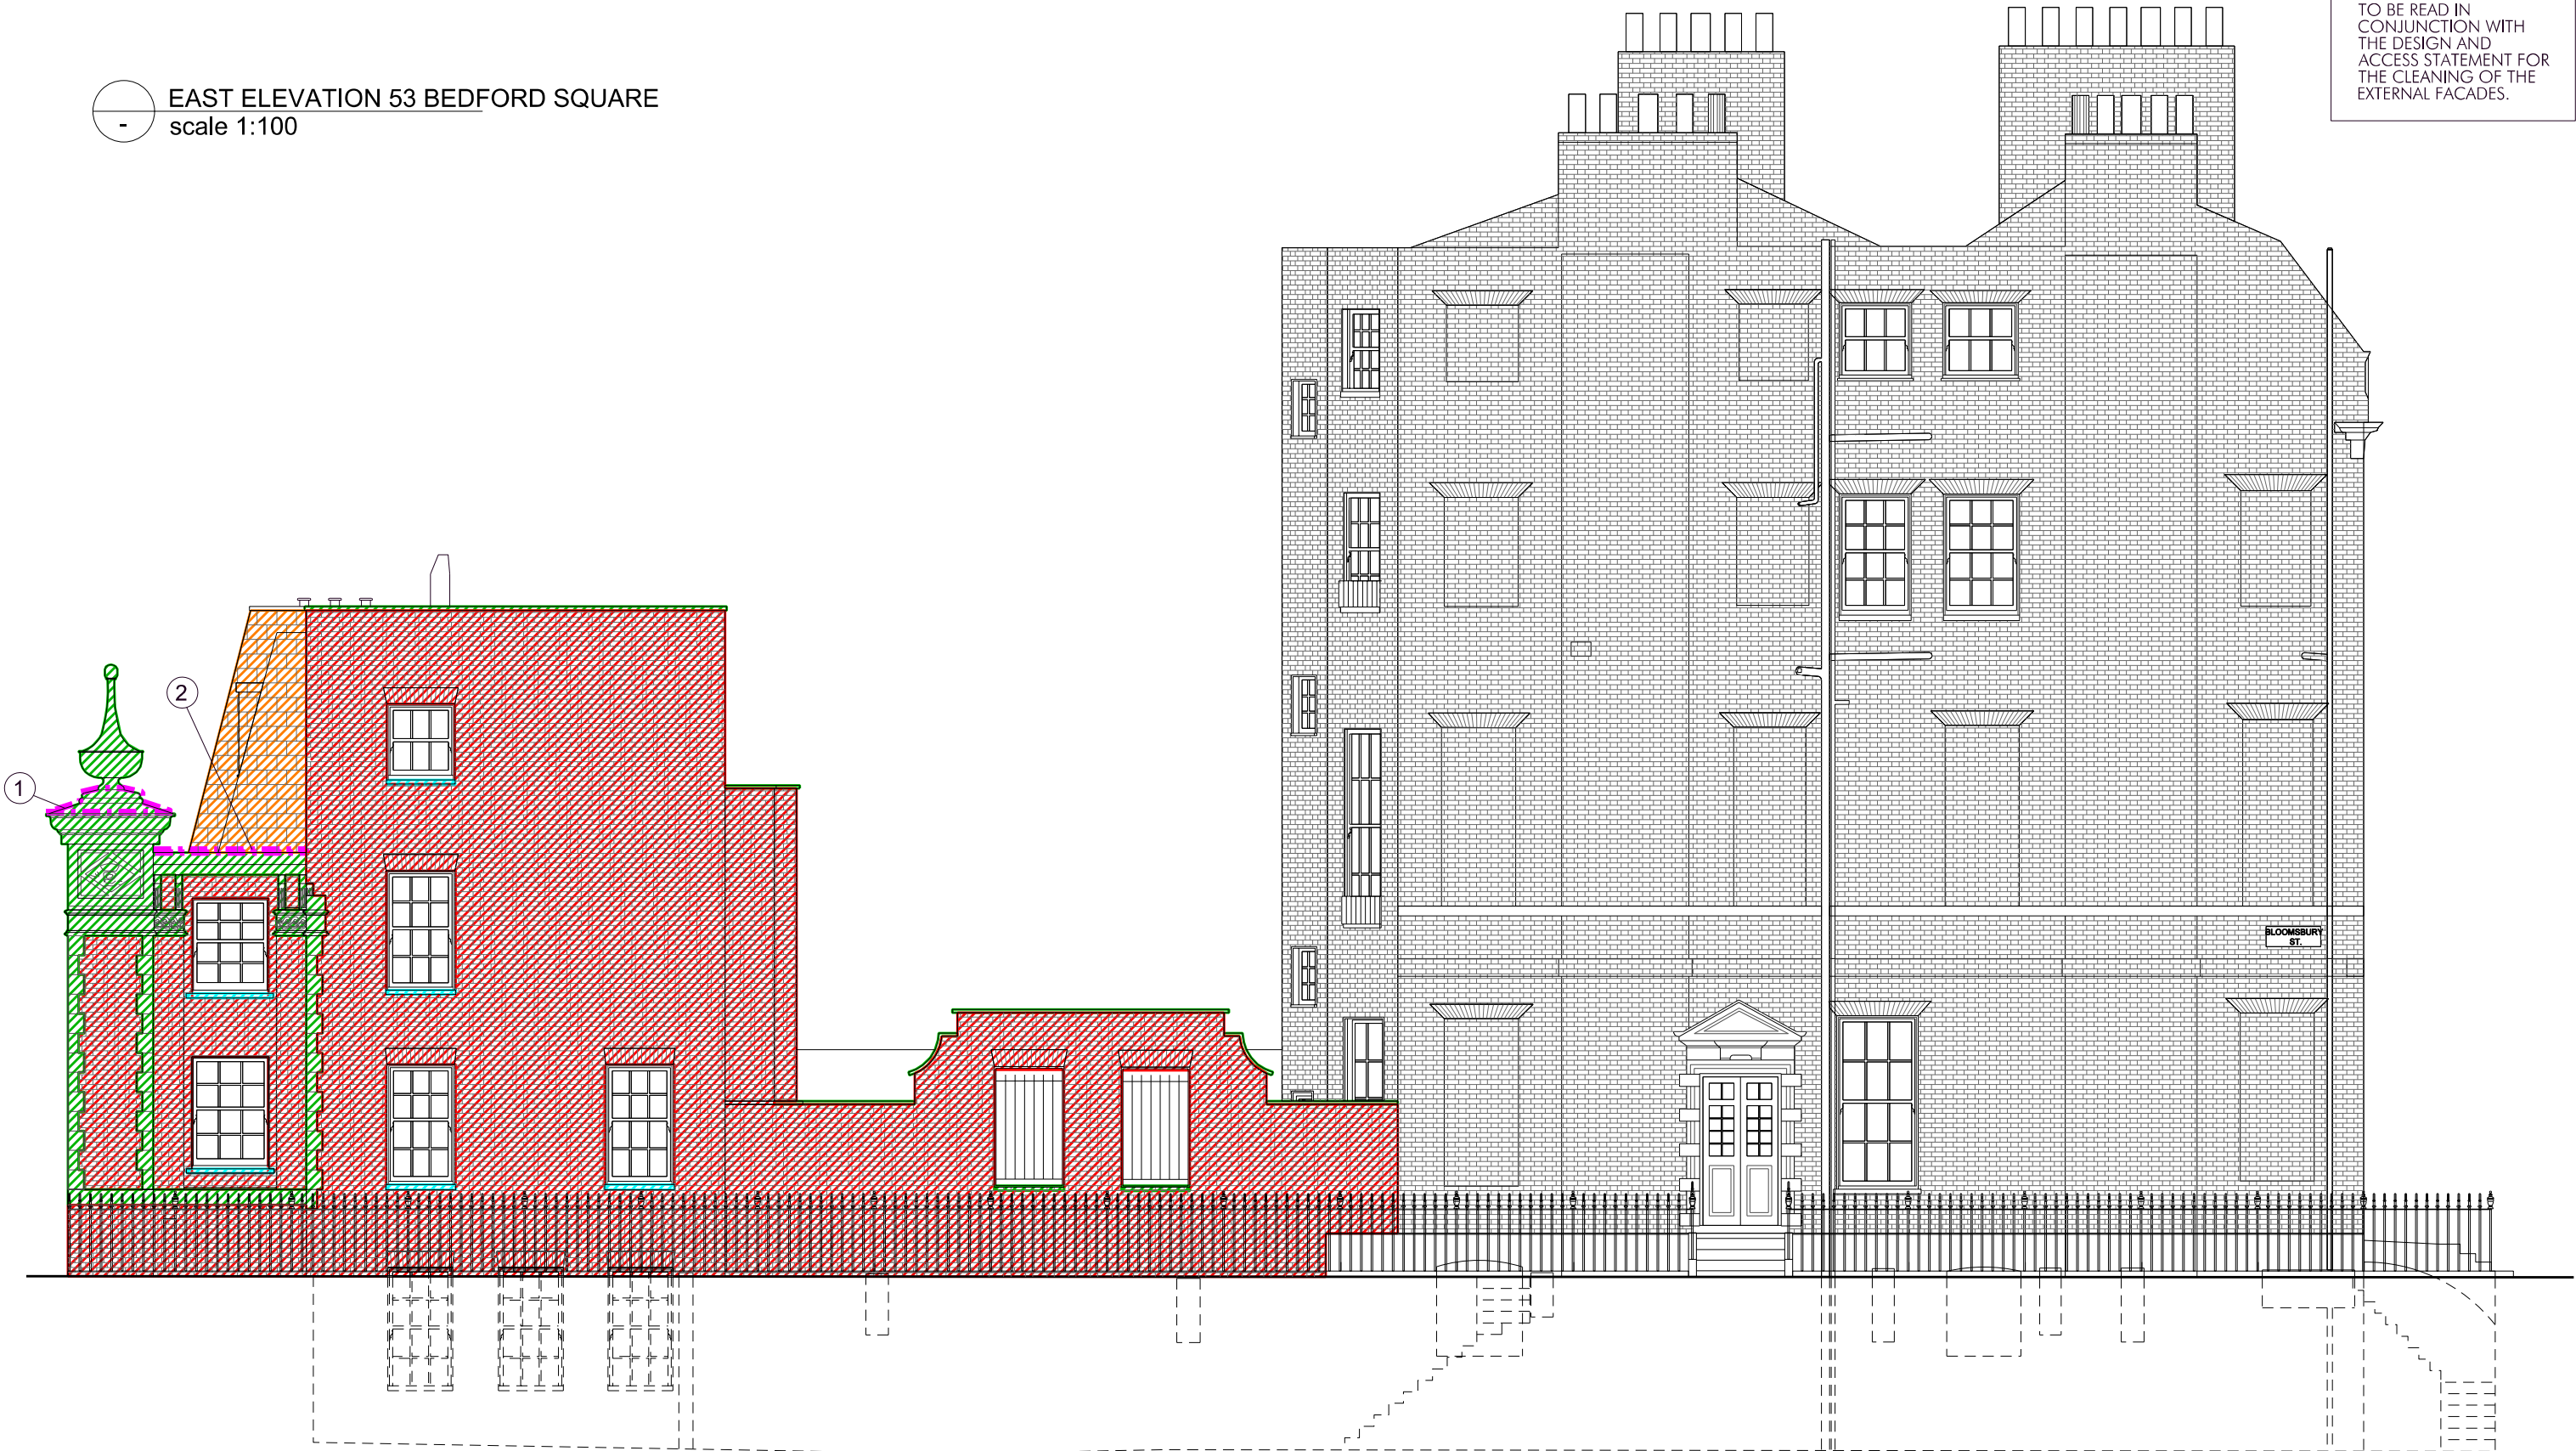 EAST ELEVATION 53 BEDFORD SQUARE
-
scale 1:100
TO BE READ IN
CONJUNCTION WITH
THE DESIGN AND
ACCESS STATEMENT FOR
THE CLEANING OF THE
EXTERNAL FACADES.
2
1
BLOOMSBURY
ST.